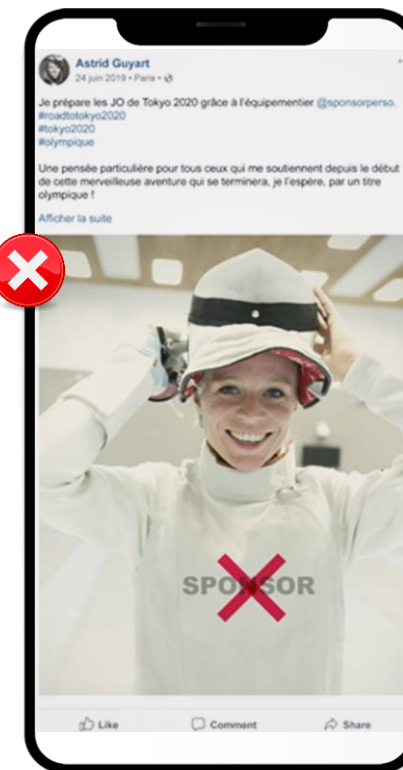 Astrid Guyart
24 juin 2019 • Paris •
Je prépare les JO de Tokyo 2020 grâce à l'équipementier @sponsorperso.
#roadtotokyo2020
#tokyo2020
#olympique
Une pensée particulière pour tous ceux qui me soutiennent depuis le début
de cette merveilleuse aventure qui se terminera, je l'espère, par un titre
olympique !
Afficher la suite
SPONSOR
Like Comment Share